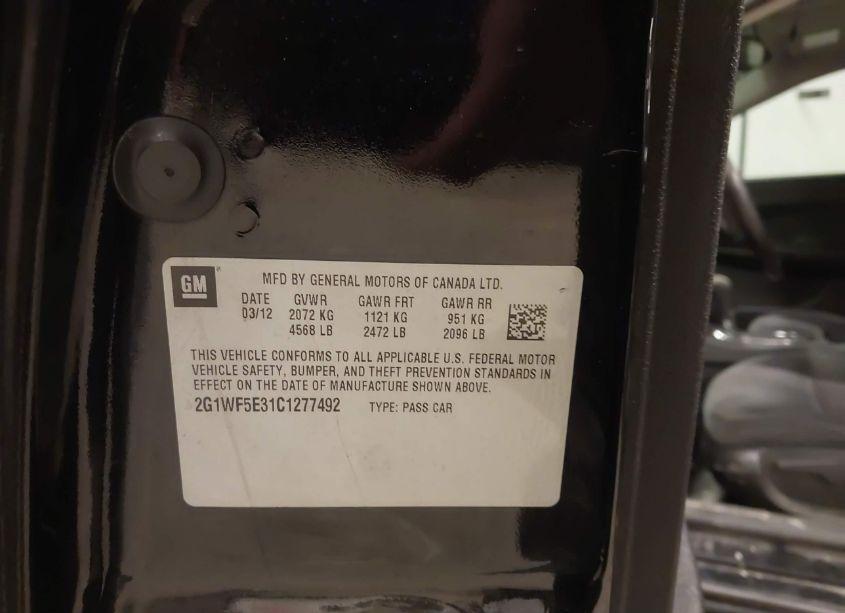 GM
MFD BY GENERAL MOTORS OF CANADA LTD.
DATE GVWR GAWR FRT GAWR RR
03/12 2072 KG 1121 KG 951 KG
4568 LB 2472 LB 2096 LB
THIS VEHICLE CONFORMS TO ALL APPLICABLE U.S. FEDERAL MOTOR
VEHICLE SAFETY, BUMPER, AND THEFT PREVENTION STANDARDS IN
EFFECT ON THE DATE OF MANUFACTURE SHOWN ABOVE.
2G1WF5E31C1277492 TYPE: PASS CAR